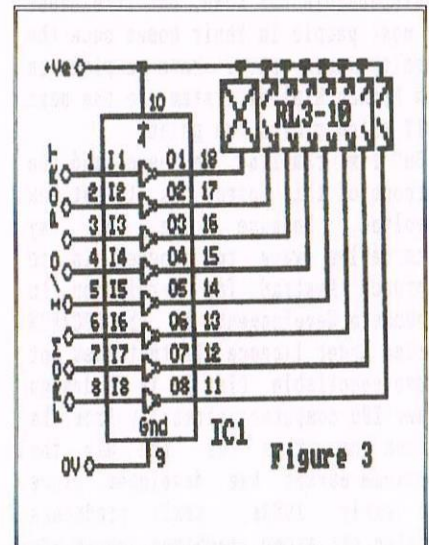 +Ve
10
RL3-10
1 I1 O1 18
2 I2 O2 17
3 I3 O3 16
4 I4 O4 15
5 I5 O5 14
6 I6 O6 13
7 I7 O7 12
8 I8 O8 11
Gnd
IC1
0V
9
Figure 3